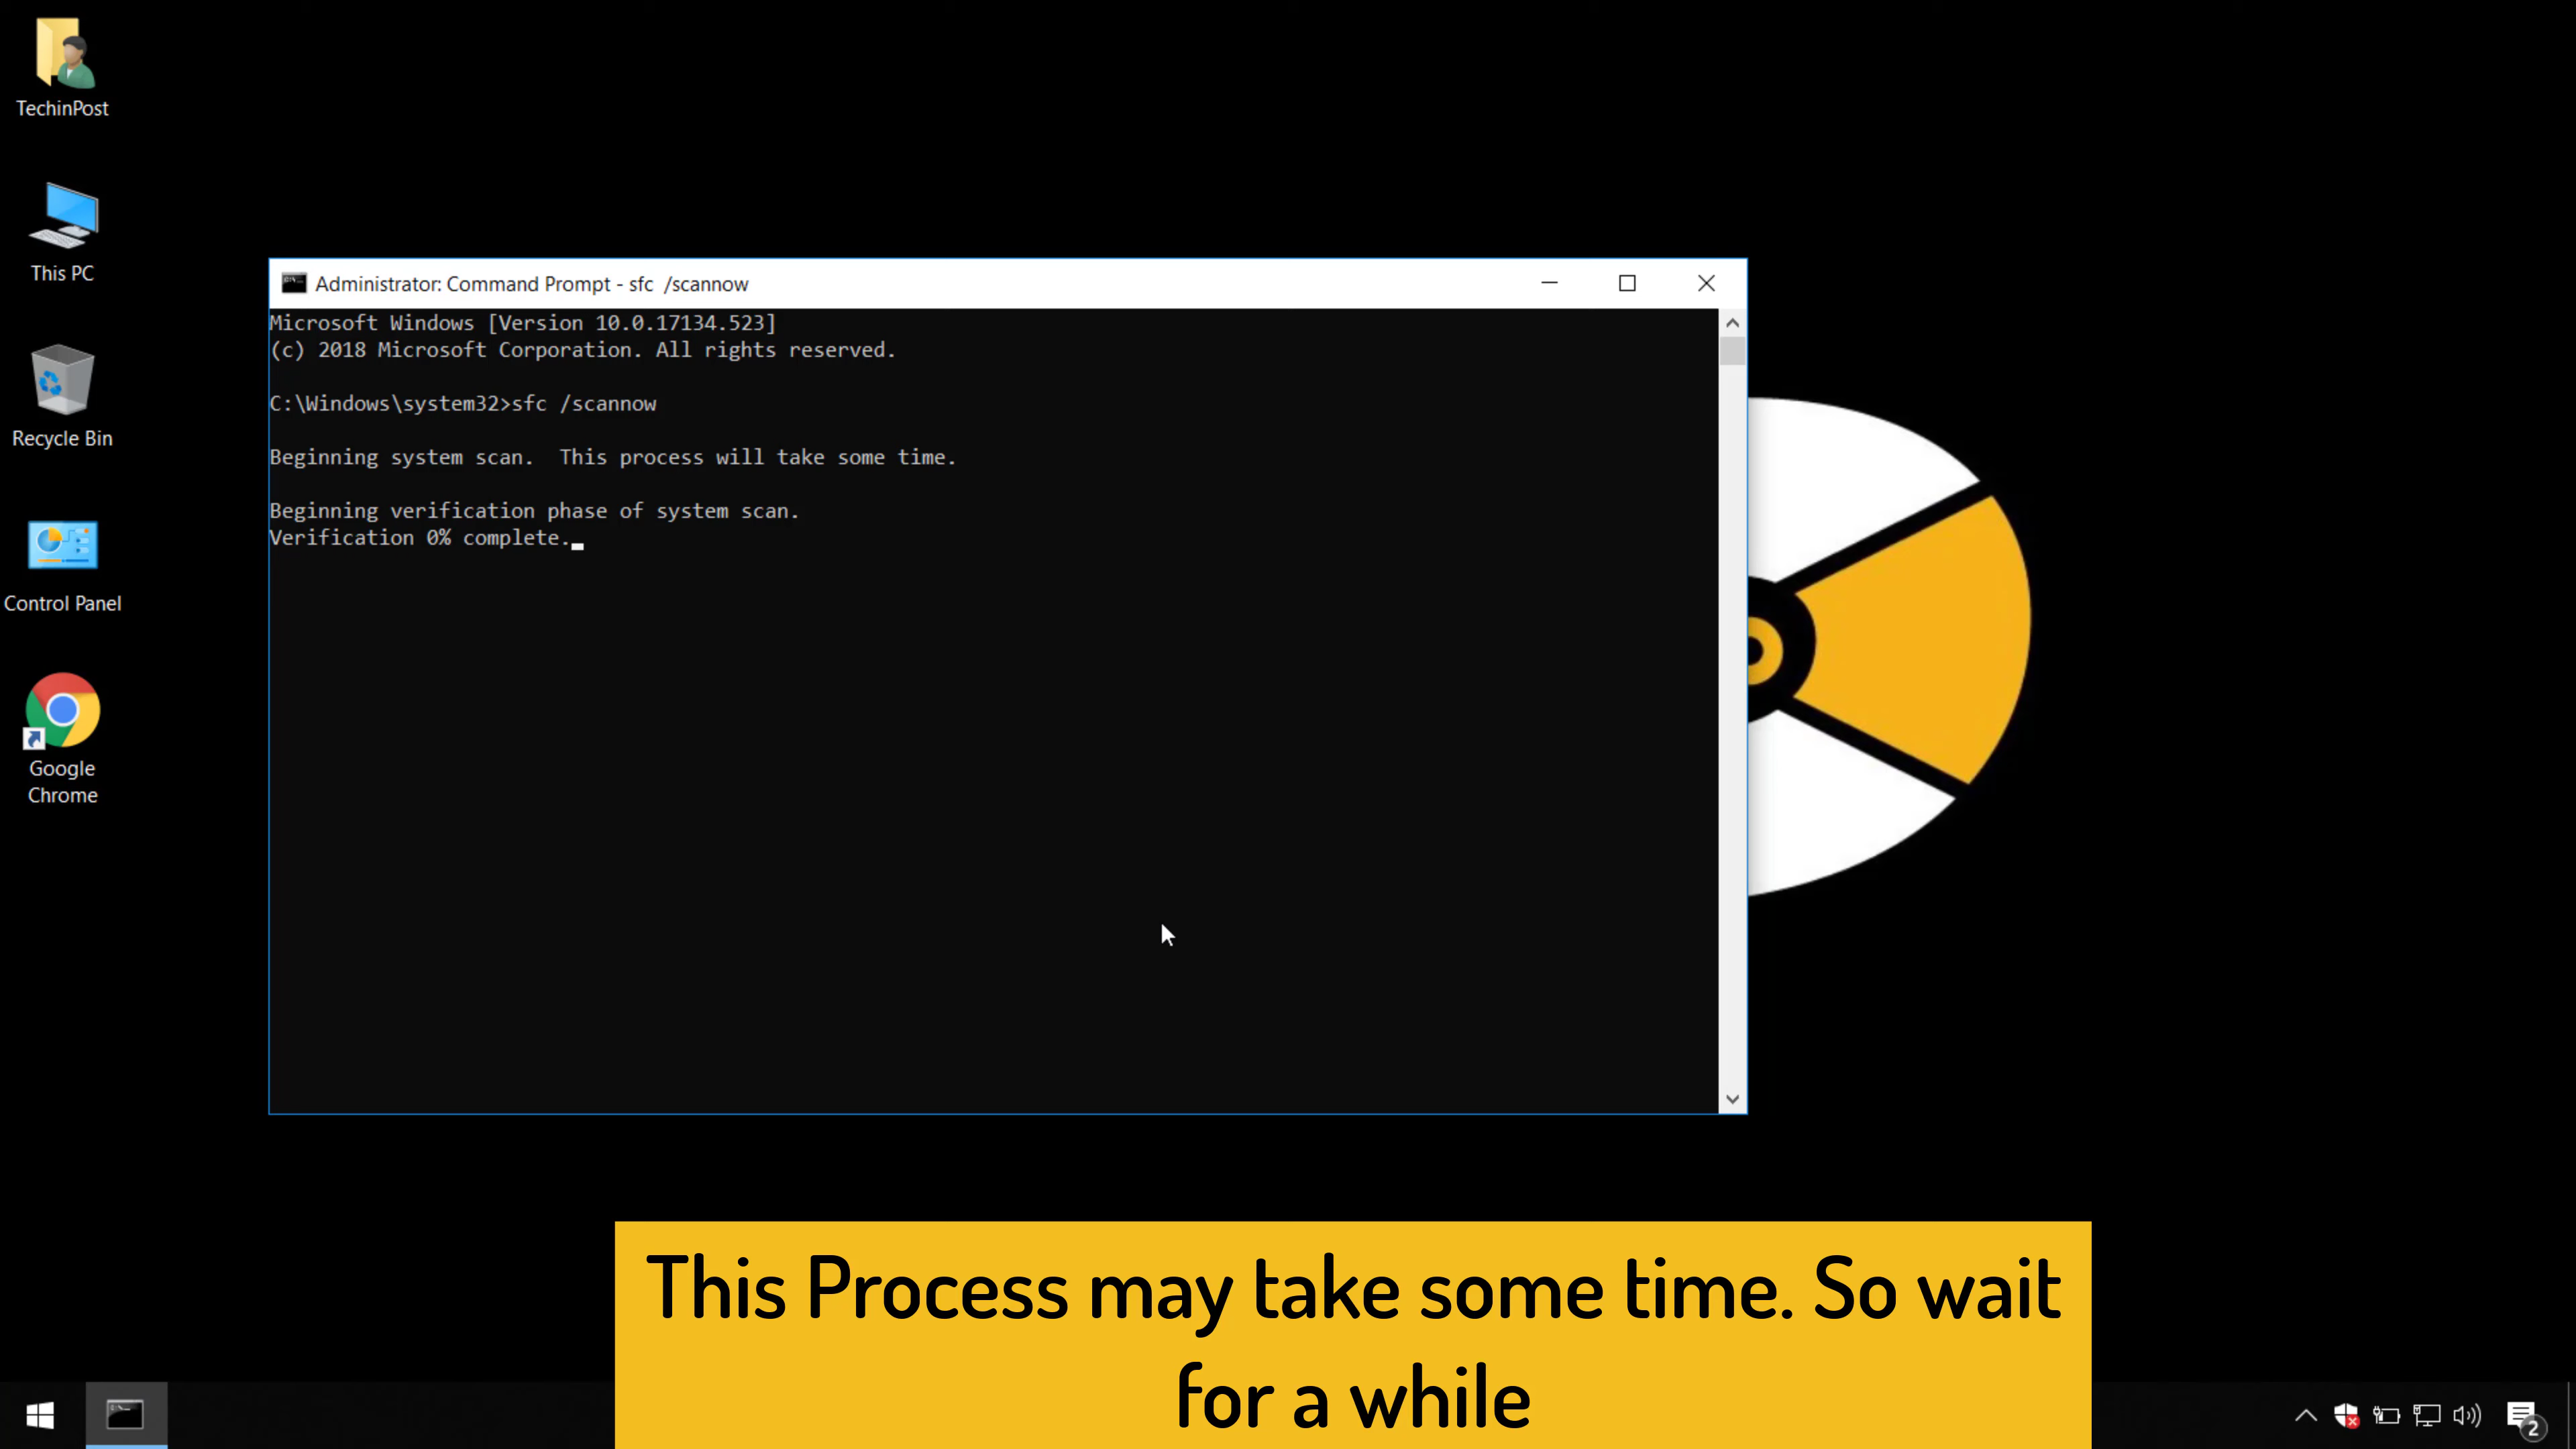 TechinPost
This PC
Recycle Bin
Control Panel
Google
Chrome
Administrator: Command Prompt - sfc  /scannow
Microsoft Windows [Version 10.0.17134.523]
(c) 2018 Microsoft Corporation. All rights reserved.
C:\Windows\system32>sfc /scannow
Beginning system scan.  This process will take some time.
Beginning verification phase of system scan.
Verification 0% complete.
This Process may take some time. So wait
for a while
2